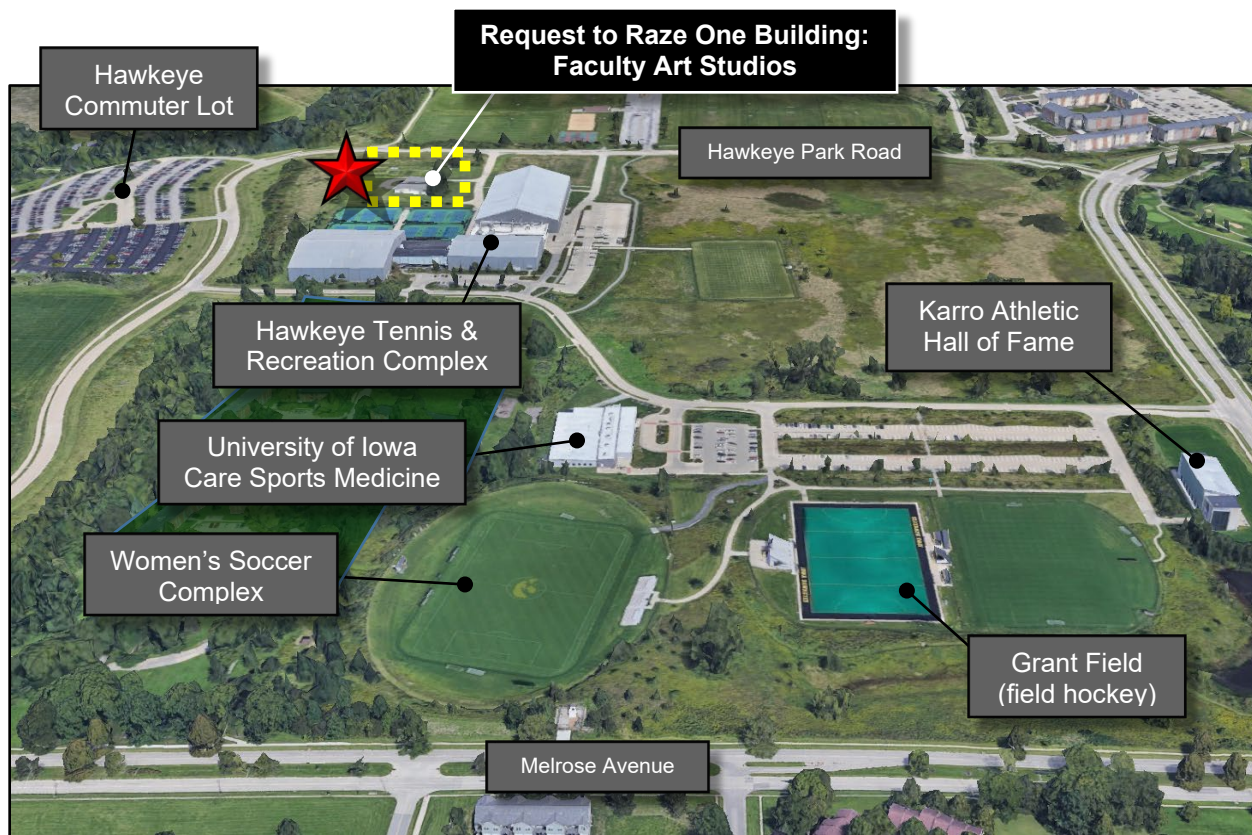 Request to Raze One Building:
Faculty Art Studios
Hawkeye
Commuter Lot
Hawkeye Park Road
Hawkeye Tennis &
Recreation Complex
Karro Athletic
Hall of Fame
University of Iowa
Care Sports Medicine
Women’s Soccer
Complex
Grant Field
(field hockey)
Melrose Avenue